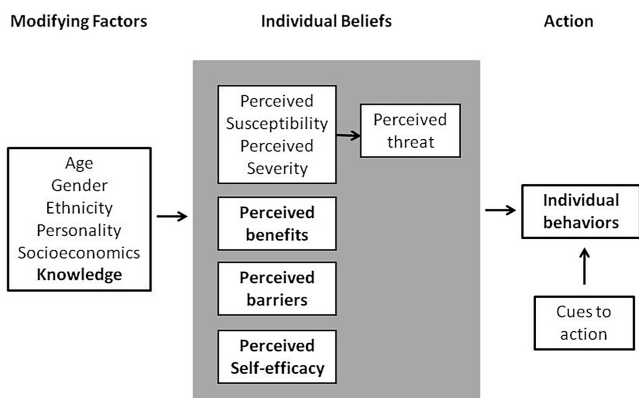 Modifying Factors
Individual Beliefs
Action
Age
Gender
Ethnicity
Personality
Socioeconomics
Knowledge
Perceived
Susceptibility
Perceived
Severity
Perceived
threat
Perceived
benefits
Perceived
barriers
Perceived
Self-efficacy
Individual
behaviors
Cues to
action